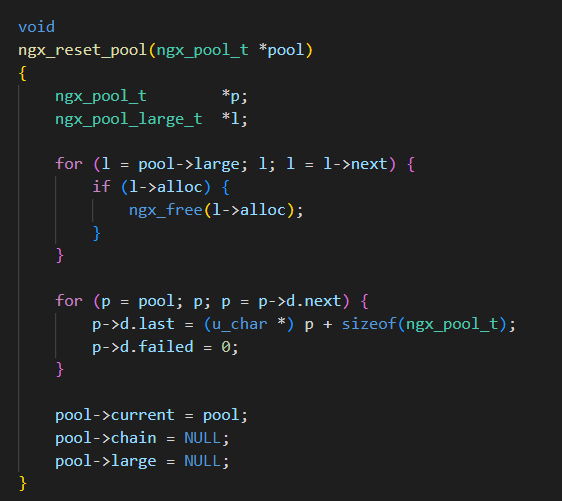 void
ngx_reset_pool(ngx_pool_t *pool)
{
    ngx_pool_t        *p;
    ngx_pool_large_t  *l;

    for (l = pool->large; l; l = l->next) {
        if (l->alloc) {
            ngx_free(l->alloc);
        }
    }

    for (p = pool; p; p = p->d.next) {
        p->d.last = (u_char *) p + sizeof(ngx_pool_t);
        p->d.failed = 0;
    }

    pool->current = pool;
    pool->chain = NULL;
    pool->large = NULL;
}